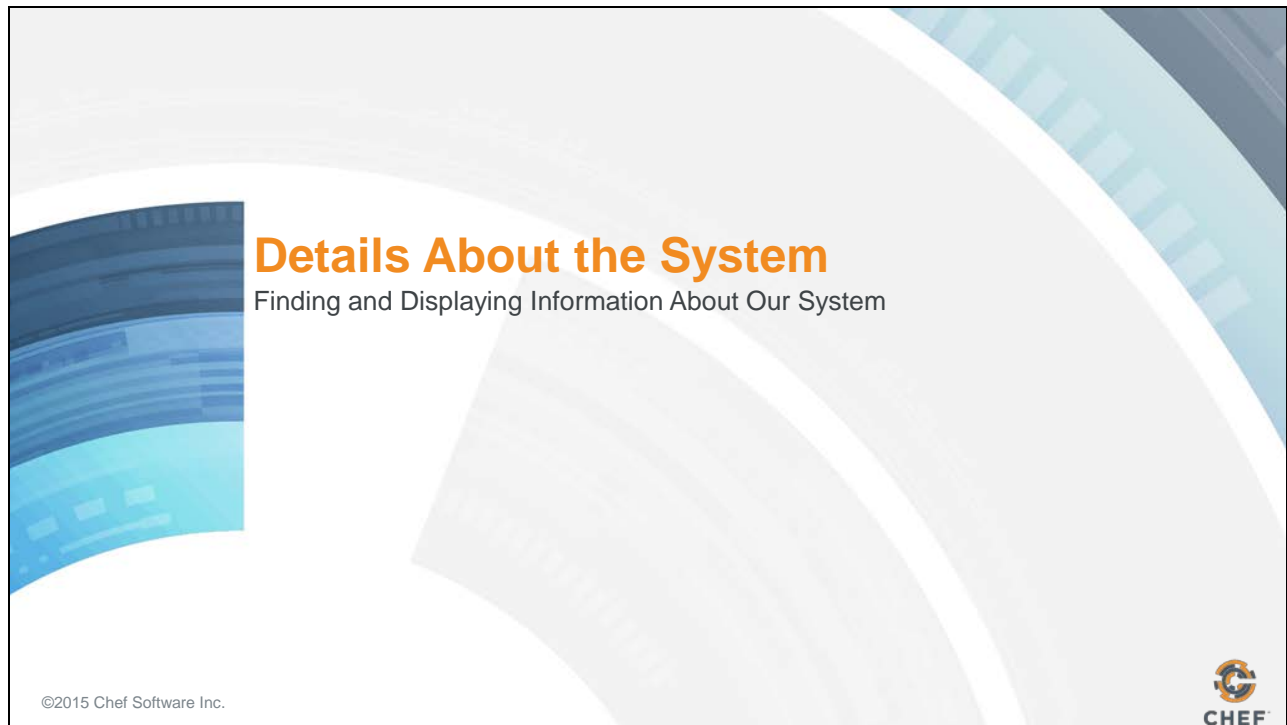 Details About the System
Finding and Displaying Information About Our System
©2015 Chef Software Inc.
CHEF